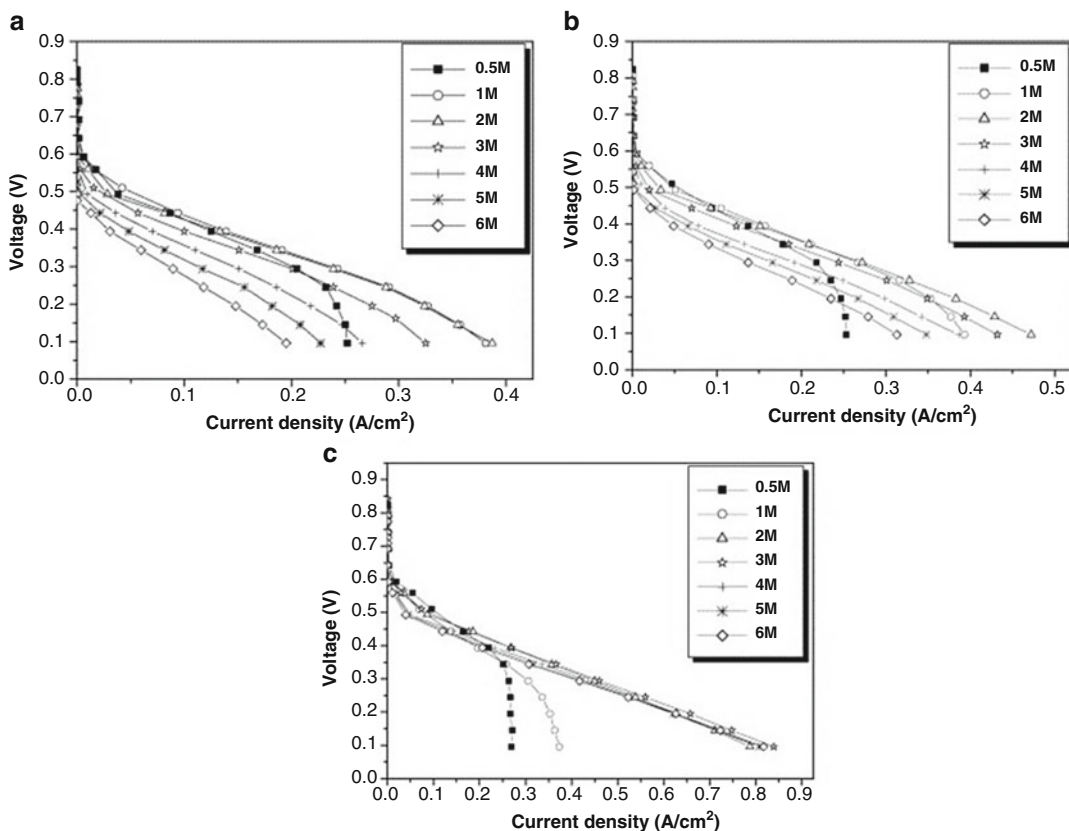 a
0.9
0.8
0.7
0.6
0.5
0.4
0.3
0.2
0.1
0.0
Voltage (V)
0.0 0.1 0.2 0.3 0.4
Current density (A/cm²)
0.5M
1M
2M
3M
4M
5M
6M
b
0.9
0.8
0.7
0.6
0.5
0.4
0.3
0.2
0.1
0.0
Voltage (V)
0.0 0.1 0.2 0.3 0.4 0.5
Current density (A/cm²)
0.5M
1M
2M
3M
4M
5M
6M
c
0.9
0.8
0.7
0.6
0.5
0.4
0.3
0.2
0.1
0.0
Voltage (V)
0.0 0.1 0.2 0.3 0.4 0.5 0.6 0.7 0.8 0.9
Current density (A/cm²)
0.5M
1M
2M
3M
4M
5M
6M